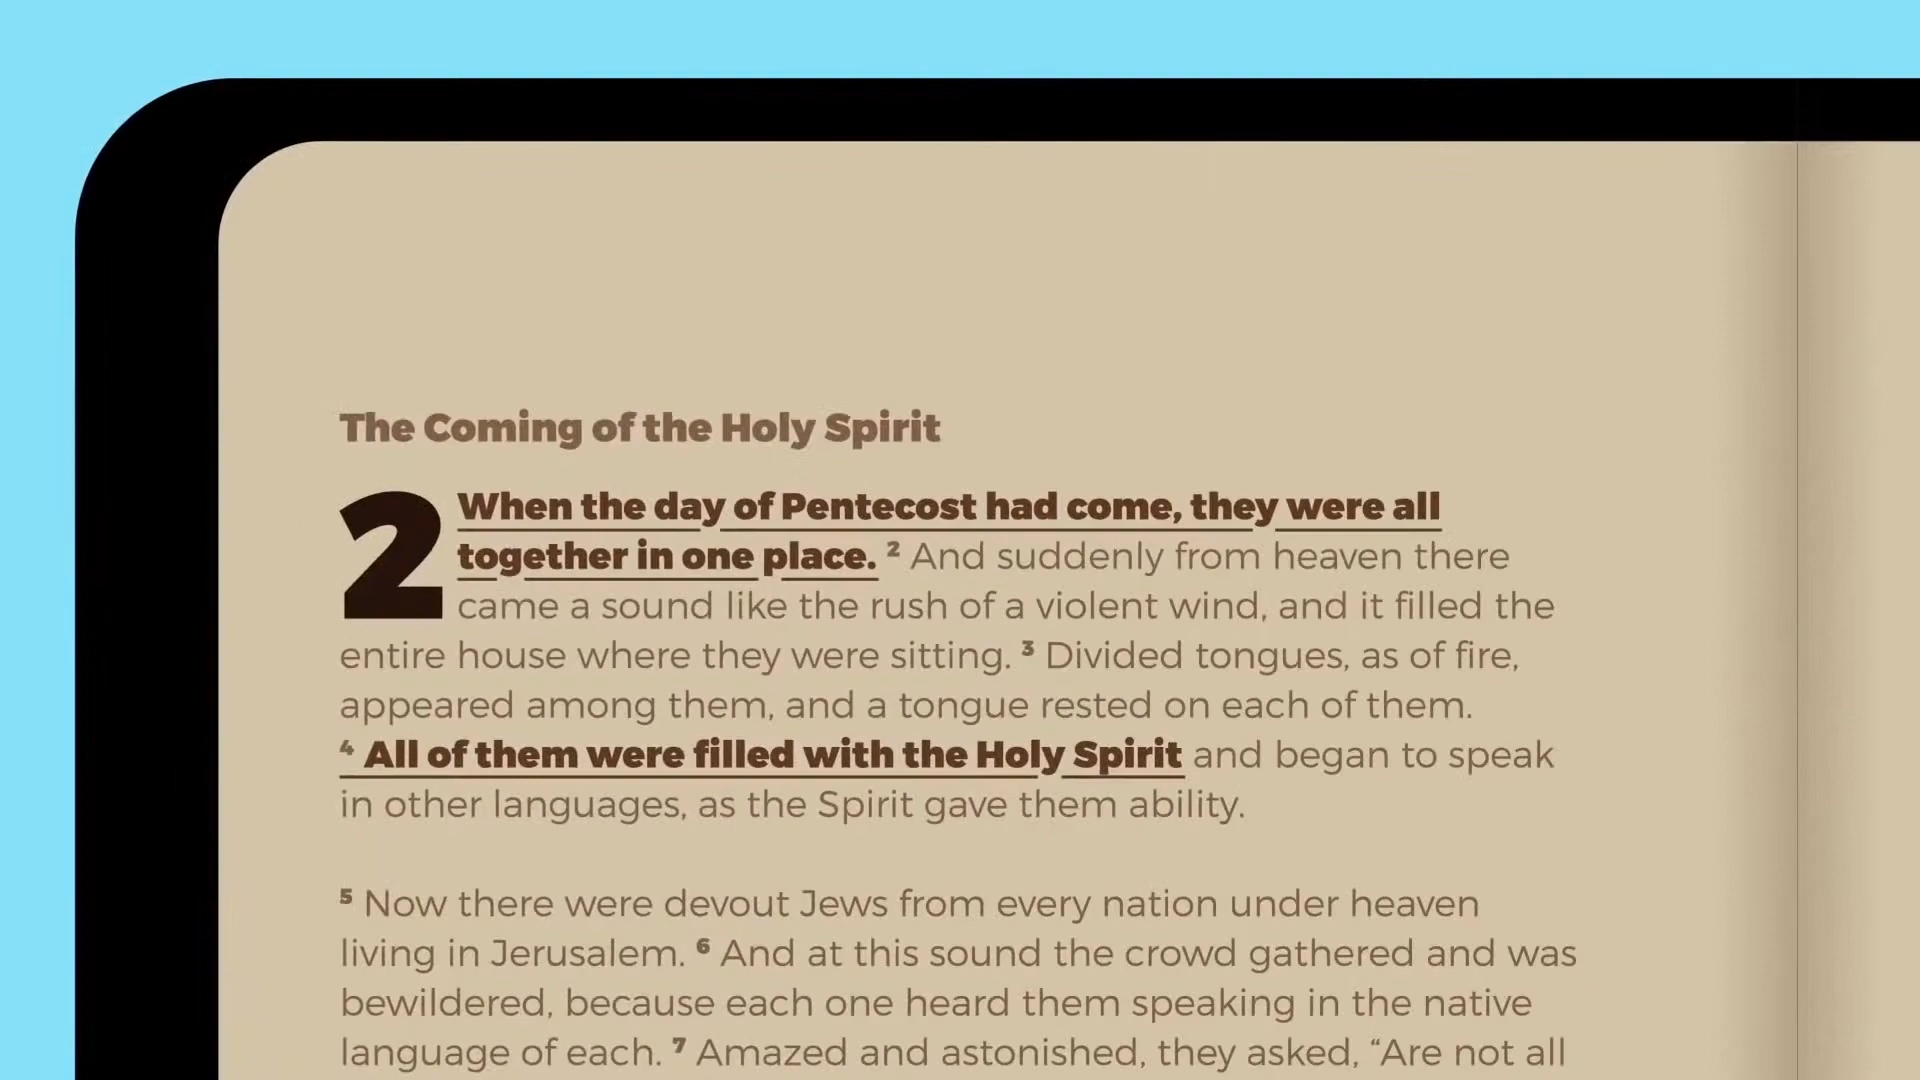 The Coming of the Holy Spirit
2 When the day of Pentecost had come, they were all
together in one place. ² And suddenly from heaven there
came a sound like the rush of a violent wind, and it filled the
entire house where they were sitting. ³ Divided tongues, as of fire,
appeared among them, and a tongue rested on each of them.
⁴ All of them were filled with the Holy Spirit and began to speak
in other languages, as the Spirit gave them ability.
⁵ Now there were devout Jews from every nation under heaven
living in Jerusalem. ⁶ And at this sound the crowd gathered and was
bewildered, because each one heard them speaking in the native
language of each. ⁷ Amazed and astonished, they asked, “Are not all